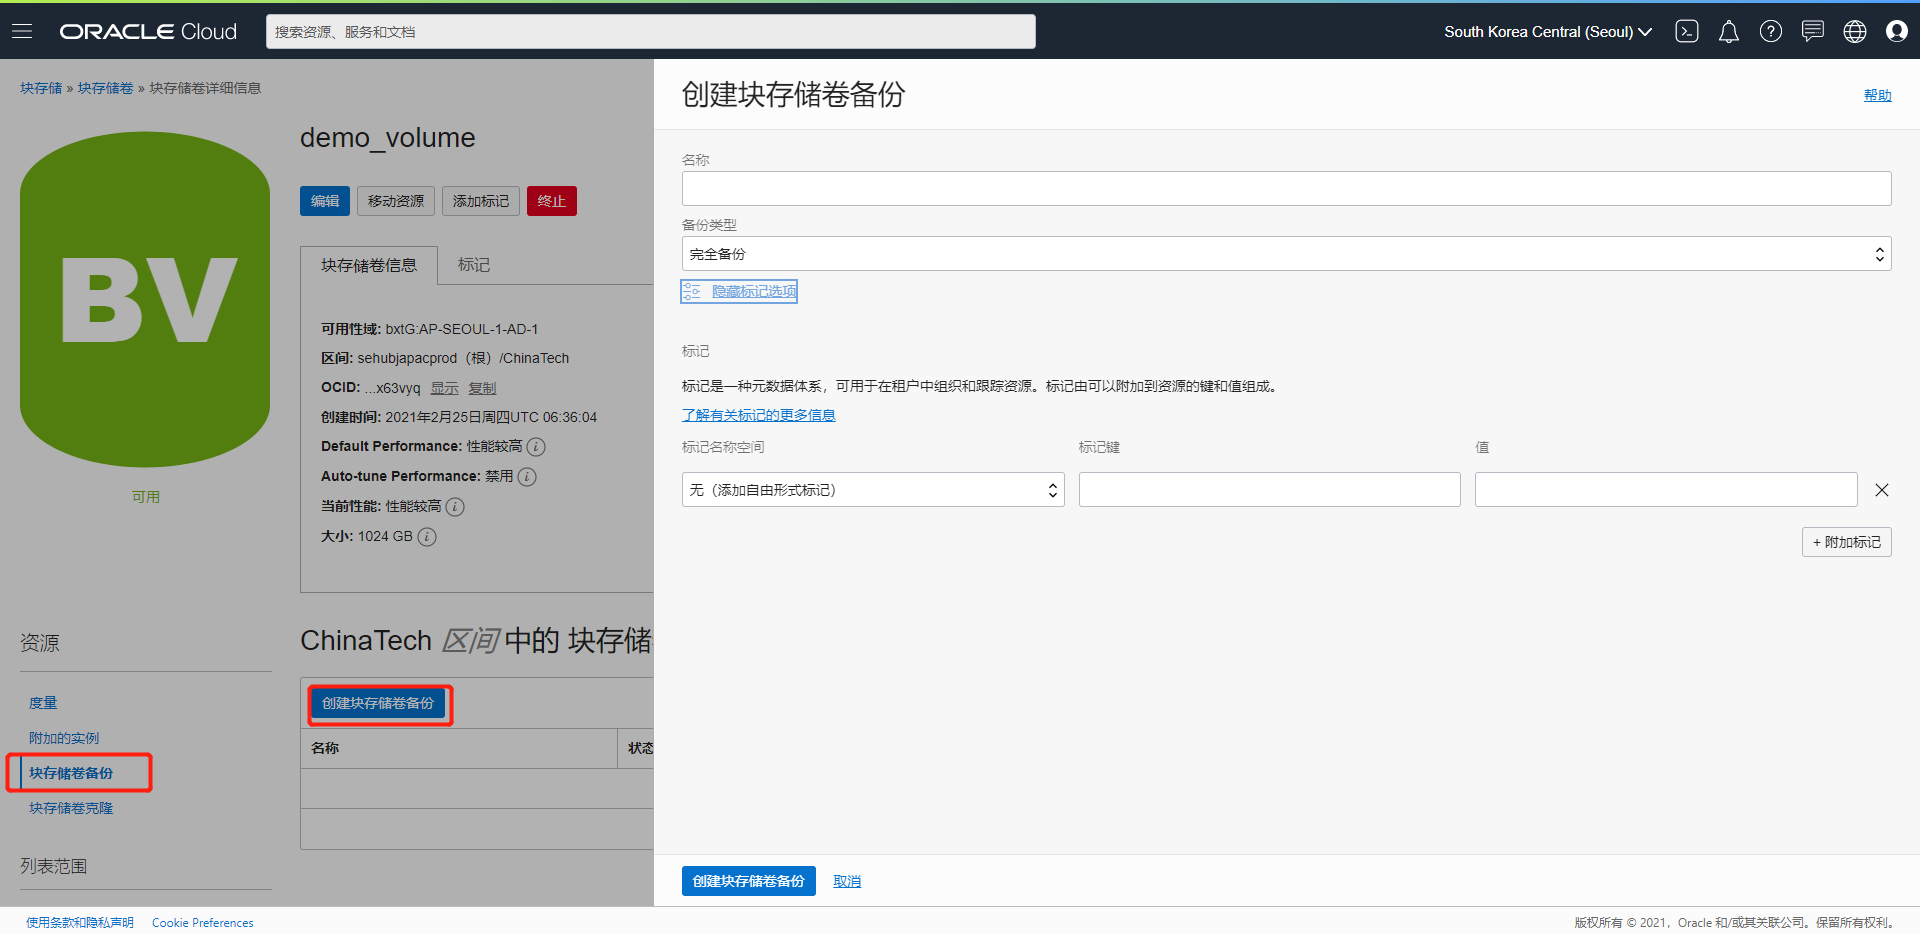 ORACLE Cloud
搜索资源、服务和文档
South Korea Central (Seoul)
块存储 » 块存储卷 » 块存储卷详细信息
BV
可用
demo_volume
编辑 移动资源 添加标记 终止
块存储卷信息 标记
可用性域: bxtG:AP-SEOUL-1-AD-1
区间: sehubjapacprod（根）/ChinaTech
OCID: ...x63vyq 显示 复制
创建时间: 2021年2月25日周四UTC 06:36:04
Default Performance: 性能较高
Auto-tune Performance: 禁用
当前性能: 性能较高
大小: 1024 GB
资源
度量
附加的实例
块存储卷备份
块存储卷克隆
列表范围
ChinaTech 区间 中的 块存储
创建块存储卷备份
名称 状态
创建块存储卷备份
帮助
名称
备份类型
完全备份
隐藏标记选项
标记
标记是一种元数据体系，可用于在租户中组织和跟踪资源。标记由可以附加到资源的键和值组成。
了解有关标记的更多信息
标记名称空间 标记键 值
无（添加自由形式标记）
+ 附加标记
创建块存储卷备份 取消
使用条款和隐私声明 Cookie Preferences
版权所有 © 2021，Oracle 和/或其关联公司。保留所有权利。